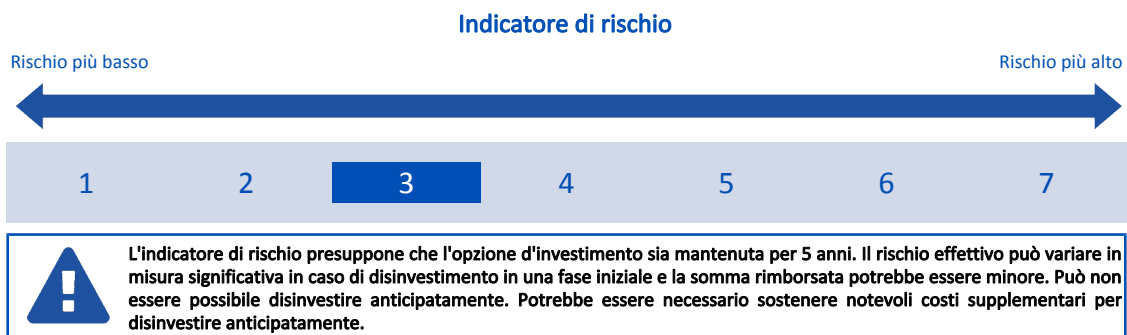 Indicatore di rischio
Rischio più basso
Rischio più alto
1 2 3 4 5 6 7
L'indicatore di rischio presuppone che l'opzione d'investimento sia mantenuta per 5 anni. Il rischio effettivo può variare in
misura significativa in caso di disinvestimento in una fase iniziale e la somma rimborsata potrebbe essere minore. Può non
essere possibile disinvestire anticipatamente. Potrebbe essere necessario sostenere notevoli costi supplementari per
disinvestire anticipatamente.